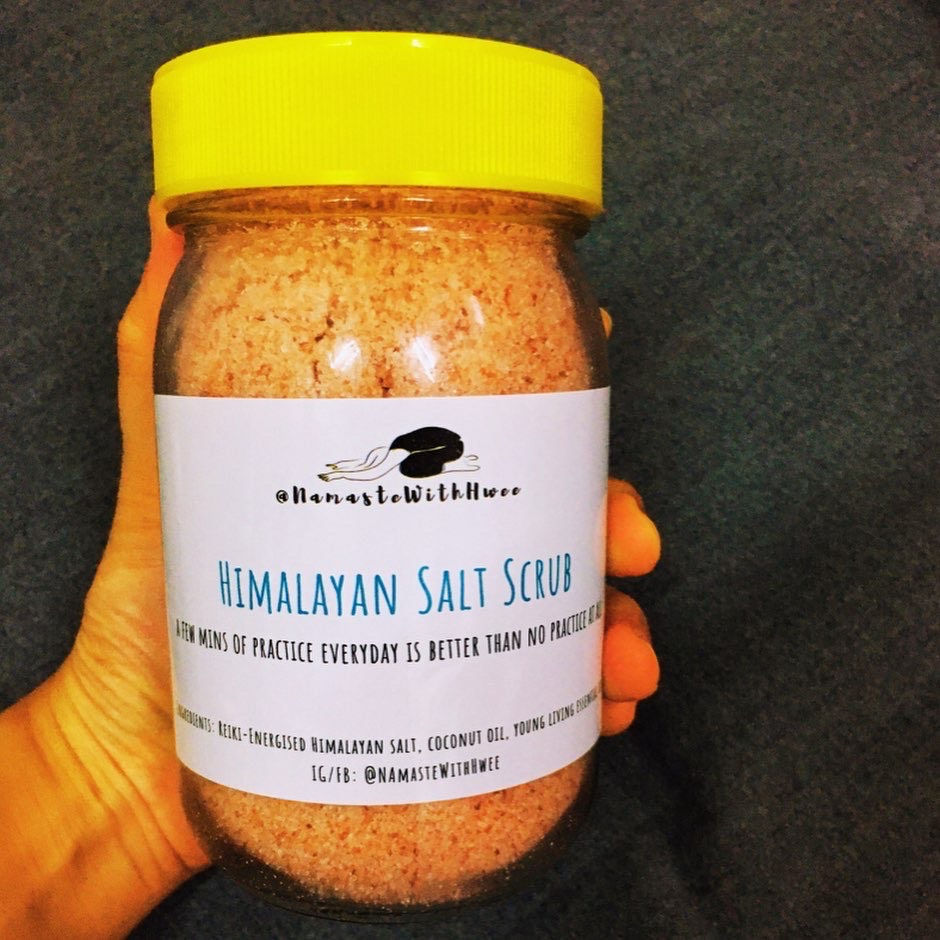 @NamasteWithHwee
HIMALAYAN SALT SCRUB
A FEW MINS OF PRACTICE EVERYDAY IS BETTER THAN NO PRACTICE AT
INGREDIENTS: REIKI-ENERGISED HIMALAYAN SALT, COCONUT OIL, YOUNG LIVING
IG/FB: @NAMASTEWITHHWEE